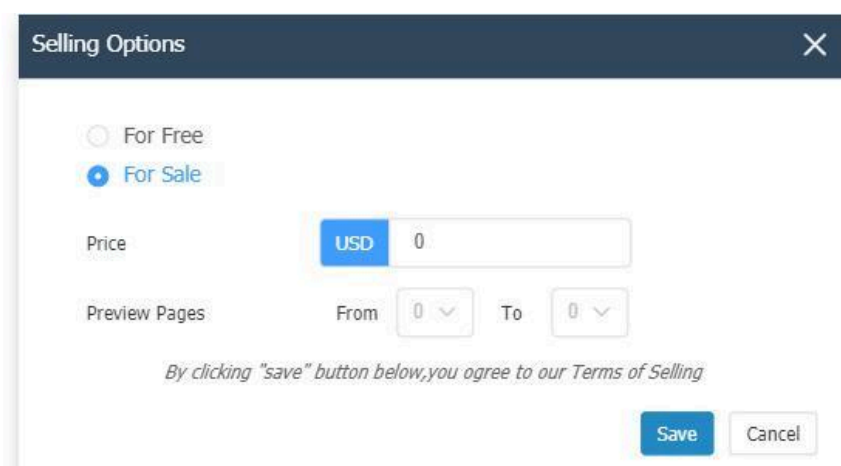 Selling Options
For Free
For Sale
Price USD 0
Preview Pages From 0 To 0
By clicking "save" button below,you ogree to our Terms of Selling
Save Cancel